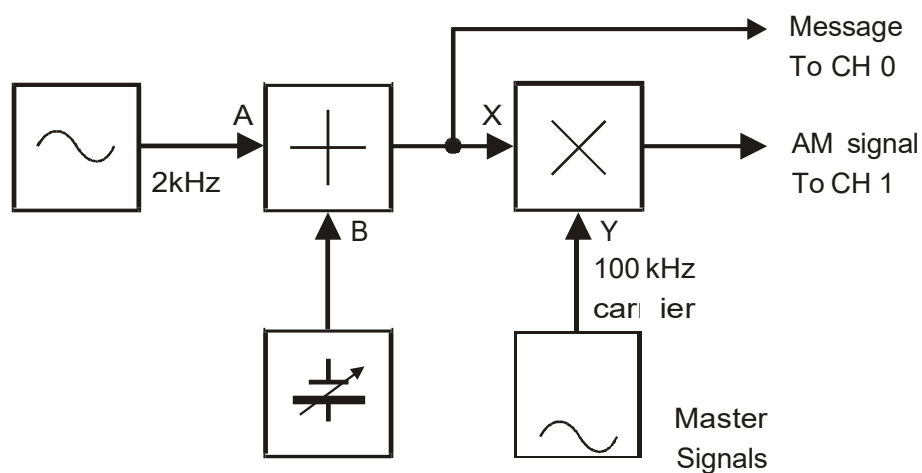 Message
To CH 0
A
X
AM signal
To CH 1
2kHz
B
Y
100 kHz
carrier
Master
Signals